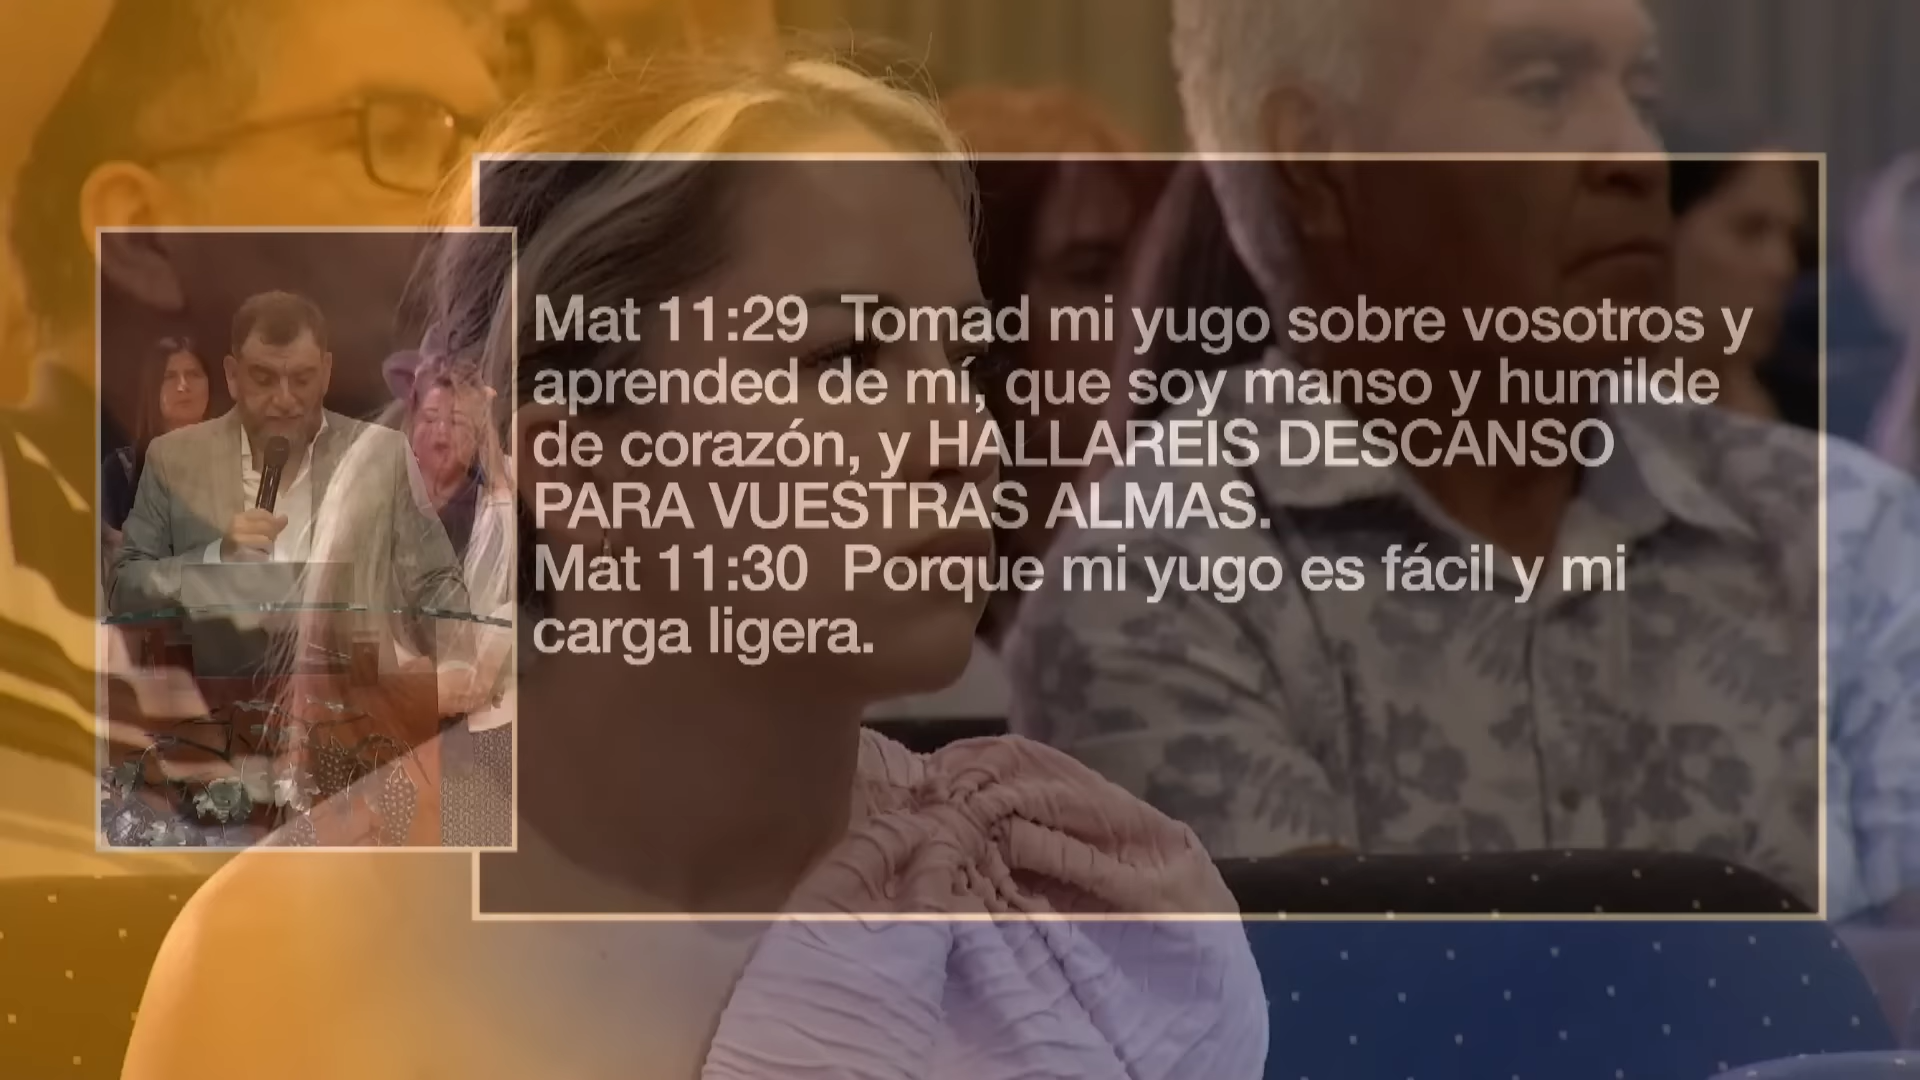 Mat 11:29  Tomad mi yugo sobre vosotros y
aprended de mí, que soy manso y humilde
de corazón, y HALLAREIS DESCANSO
PARA VUESTRAS ALMAS.
Mat 11:30  Porque mi yugo es fácil y mi
carga ligera.